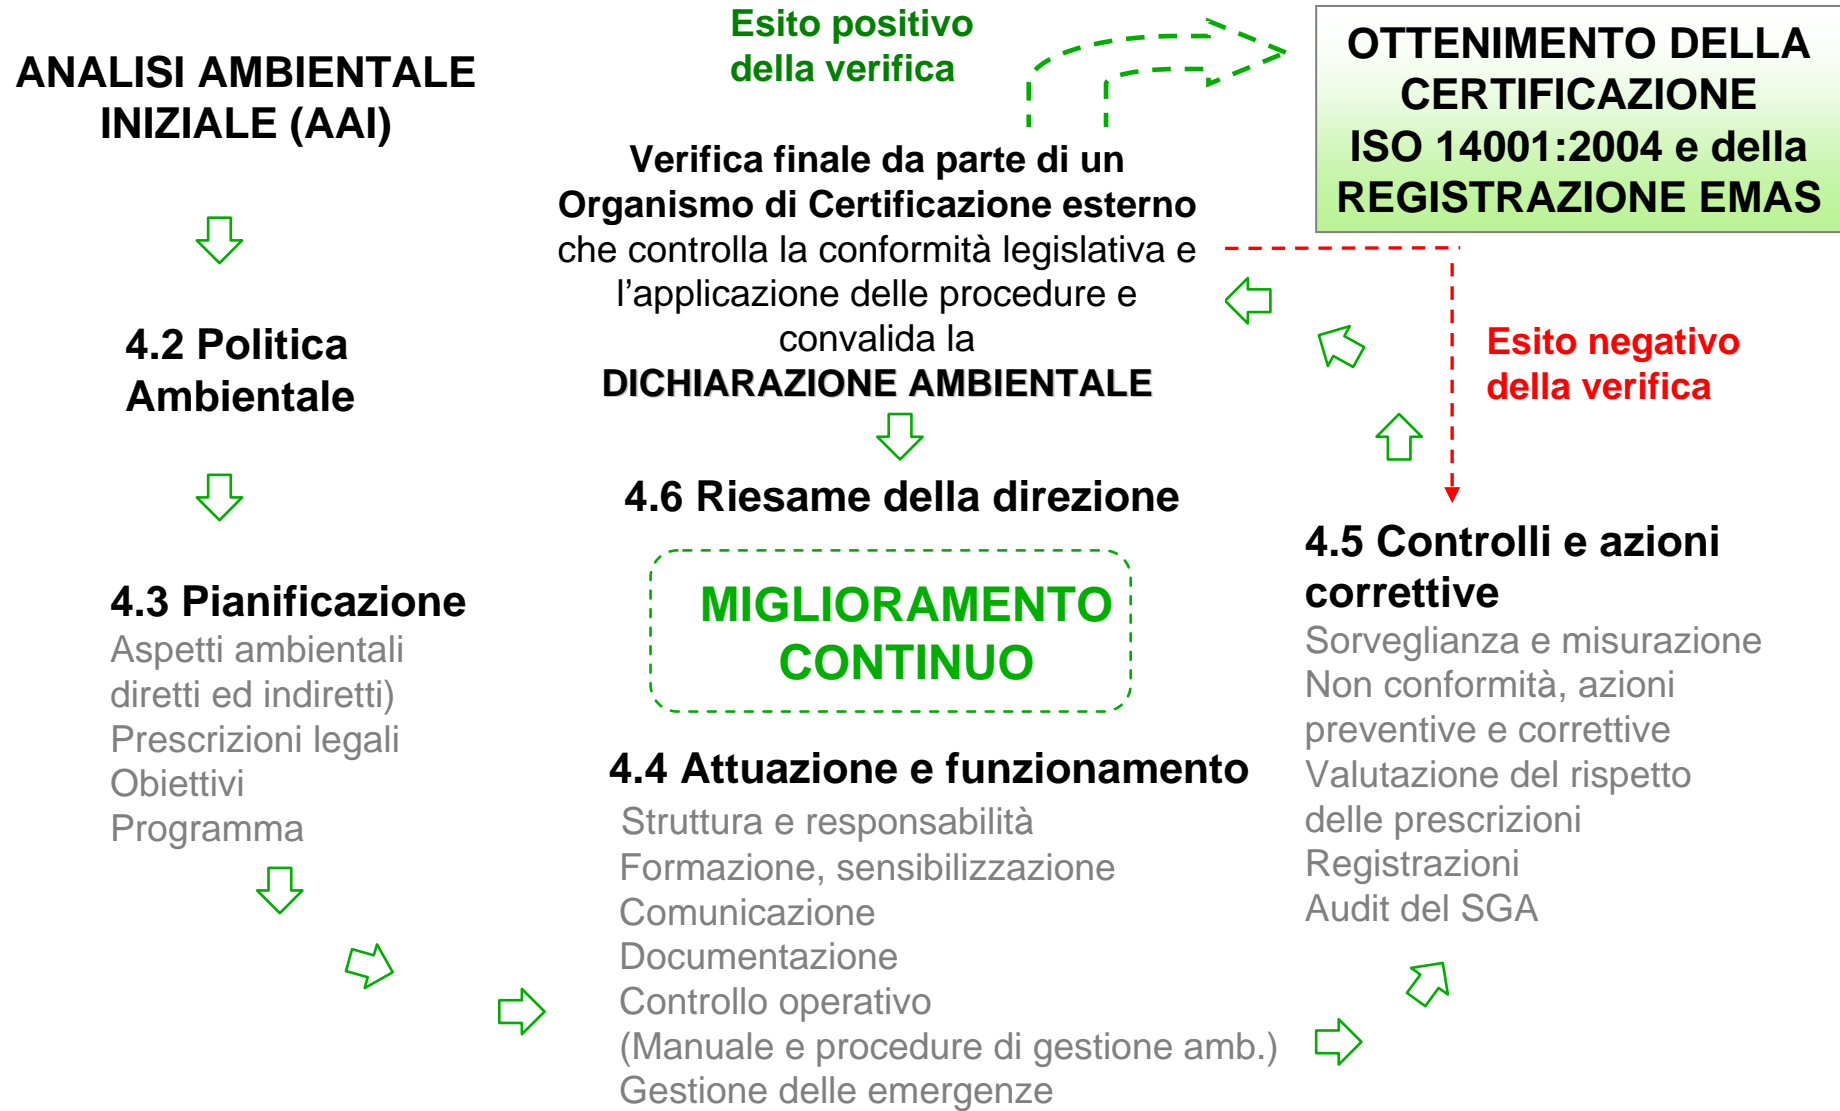 ANALISI AMBIENTALE
INIZIALE (AAI)
4.2 Politica
Ambientale
4.3 Pianificazione
Aspetti ambientali
diretti ed indiretti)
Prescrizioni legali
Obiettivi
Programma
Esito positivo
della verifica
Verifica finale da parte di un
Organismo di Certificazione esterno
che controlla la conformità legislativa e
l'applicazione delle procedure e
convalida la
DICHIARAZIONE AMBIENTALE
4.6 Riesame della direzione
MIGLIORAMENTO
CONTINUO
4.4 Attuazione e funzionamento
Struttura e responsabilità
Formazione, sensibilizzazione
Comunicazione
Documentazione
Controllo operativo
(Manuale e procedure di gestione amb.)
Gestione delle emergenze
OTTENIMENTO DELLA
CERTIFICAZIONE
ISO 14001:2004 e della
REGISTRAZIONE EMAS
Esito negativo
della verifica
4.5 Controlli e azioni
correttive
Sorveglianza e misurazione
Non conformità, azioni
preventive e correttive
Valutazione del rispetto
delle prescrizioni
Registrazioni
Audit del SGA